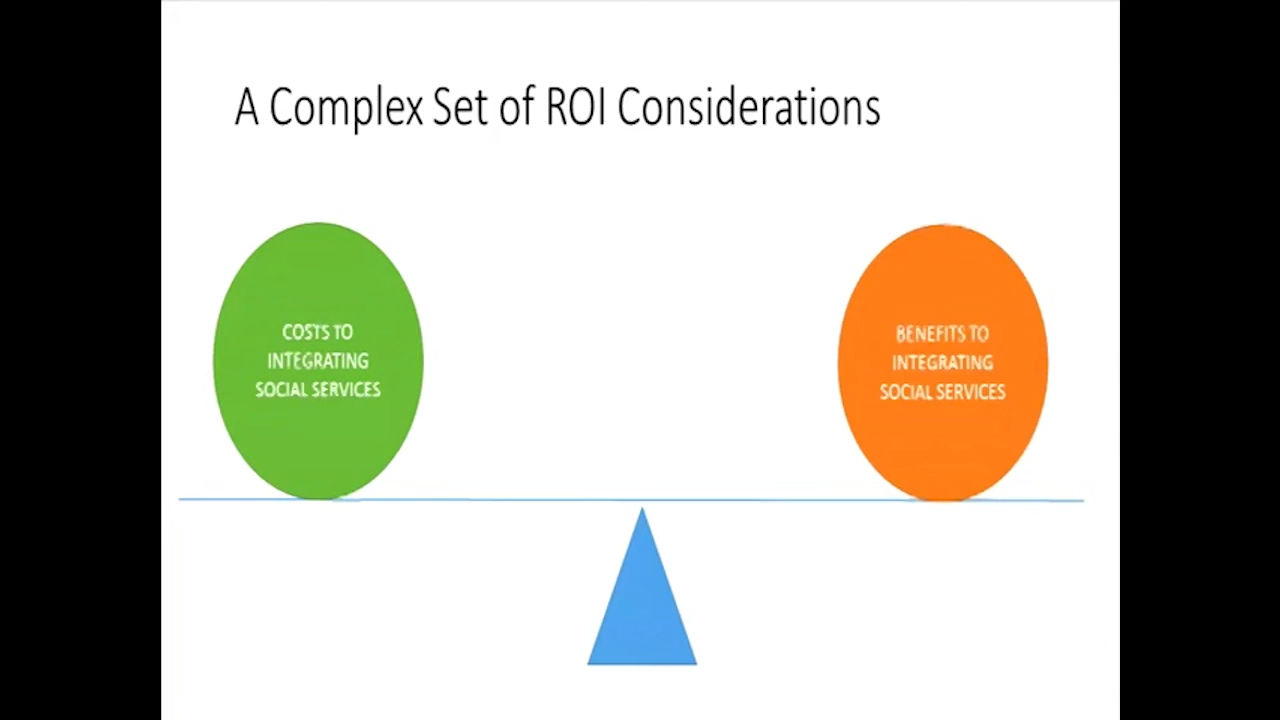 A Complex Set of ROI Considerations
COSTS TO
INTEGRATING
SOCIAL SERVICES
BENEFITS TO
INTEGRATING
SOCIAL SERVICES